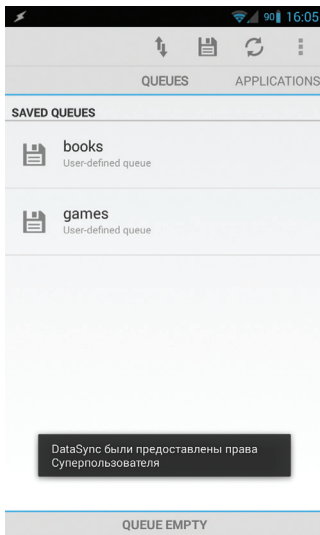 90 16:05
QUEUES APPLICATIONS
SAVED QUEUES
books
User-defined queue
games
User-defined queue
DataSync были предоставлены права
Суперпользователя
QUEUE EMPTY